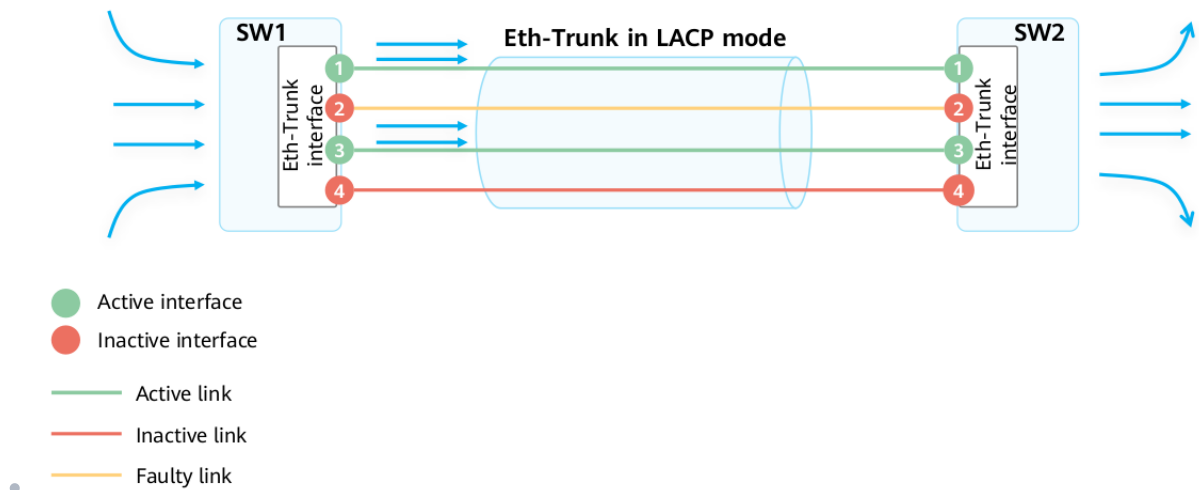 SW1
Eth-Trunk in LACP mode
SW2
Eth-Trunk
interface
1
2
3
4
1
2
3
4
Eth-Trunk
interface
Active interface
Inactive interface
Active link
Inactive link
Faulty link